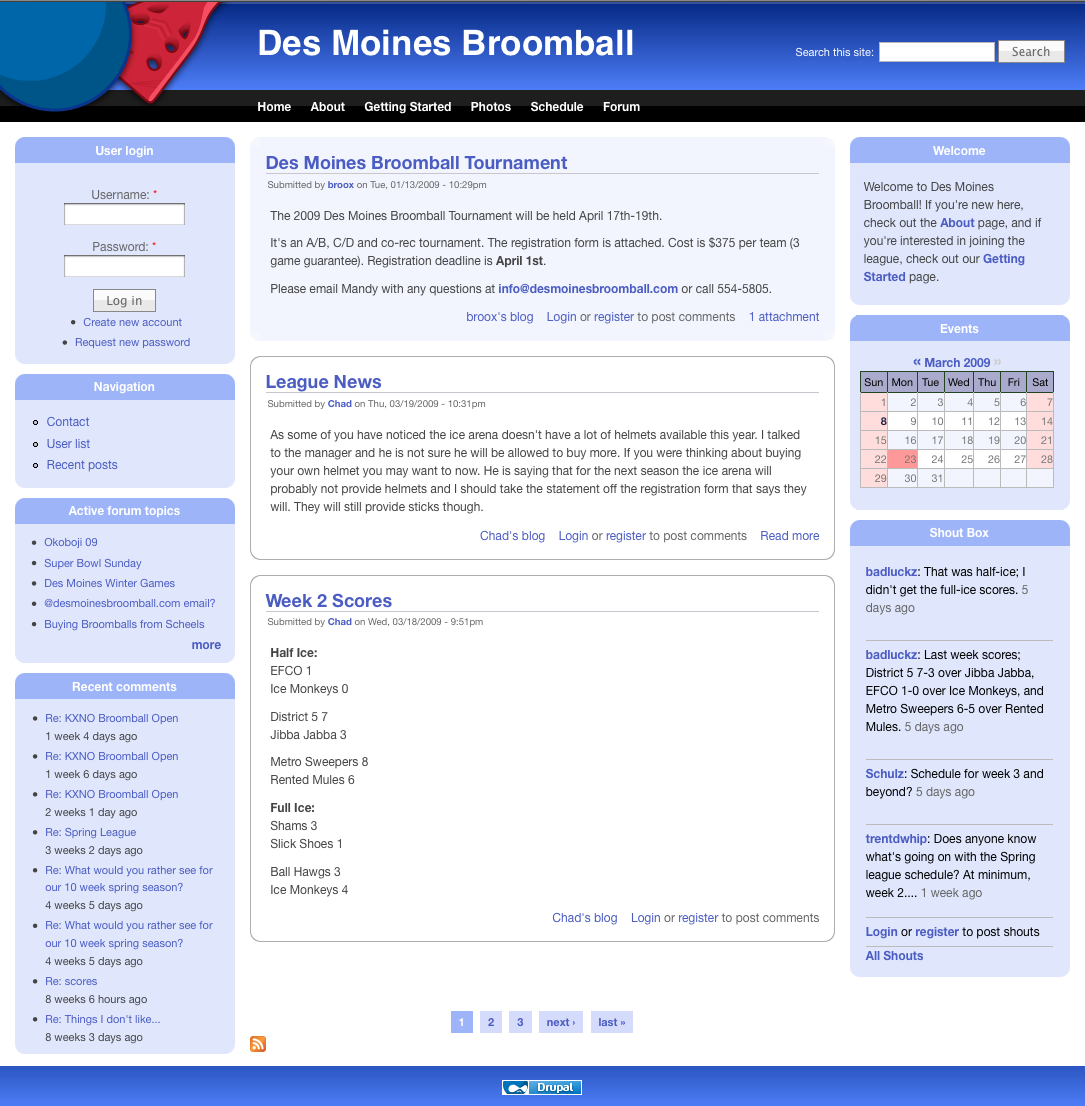 Des Moines Broomball
Search this site:
Search
Home About Getting Started Photos Schedule Forum
User login
Username: *
Password: *
Log in
• Create new account
• Request new password
Navigation
Contact
User list
Recent posts
Active forum topics
• Okoboji 09
• Super Bowl Sunday
• Des Moines Winter Games
• @desmoinesbroomball.com email?
• Buying Broomballs from Scheels
more
Recent comments
• Re: KXNO Broomball Open
1 week 4 days ago
• Re: KXNO Broomball Open
1 week 6 days ago
• Re: KXNO Broomball Open
2 weeks 1 day ago
• Re: Spring League
3 weeks 2 days ago
• Re: What would you rather see for
our 10 week spring season?
4 weeks 5 days ago
• Re: What would you rather see for
our 10 week spring season?
4 weeks 5 days ago
• Re: scores
8 weeks 6 hours ago
• Re: Things I don't like...
8 weeks 3 days ago
Des Moines Broomball Tournament
Submitted by broox on Tue, 01/13/2009 - 10:29pm
The 2009 Des Moines Broomball Tournament will be held April 17th-19th.
It's an A/B, C/D and co-rec tournament. The registration form is attached. Cost is $375 per team (3
game guarantee). Registration deadline is April 1st.
Please email Mandy with any questions at info@desmoinesbroomball.com or call 554-5805.
broox's blog Login or register to post comments 1 attachment
League News
Submitted by Chad on Thu, 03/19/2009 - 10:31pm
As some of you have noticed the ice arena doesn't have a lot of helmets available this year. I talked
to the manager and he is not sure he will be allowed to buy more. If you were thinking about buying
your own helmet you may want to now. He is saying that for the next season the ice arena will
probably not provide helmets and I should take the statement off the registration form that says they
will. They will still provide sticks though.
Chad's blog Login or register to post comments Read more
Week 2 Scores
Submitted by Chad on Wed, 03/18/2009 - 9:51pm
Half Ice:
EFCO 1
Ice Monkeys 0
District 5 7
Jibba Jabba 3
Metro Sweepers 8
Rented Mules 6
Full Ice:
Shams 3
Slick Shoes 1
Ball Hawgs 3
Ice Monkeys 4
Chad's blog Login or register to post comments
1 2 3 next › last »
Welcome
Welcome to Des Moines
Broomball! If you're new here,
check out the About page, and if
you're interested in joining the
league, check out our Getting
Started page.
Events
« March 2009 »
Sun Mon Tue Wed Thu Fri Sat
1 2 3 4 5 6 7
8 9 10 11 12 13 14
15 16 17 18 19 20 21
22 23 24 25 26 27 28
29 30 31
Shout Box
badluckz: That was half-ice; I
didn't get the full-ice scores. 5
days ago
badluckz: Last week scores;
District 5 7-3 over Jibba Jabba,
EFCO 1-0 over Ice Monkeys, and
Metro Sweepers 6-5 over Rented
Mules. 5 days ago
Schulz: Schedule for week 3 and
beyond? 5 days ago
trentdwhip: Does anyone know
what's going on with the Spring
league schedule? At minimum,
week 2.... 1 week ago
Login or register to post shouts
All Shouts
Drupal